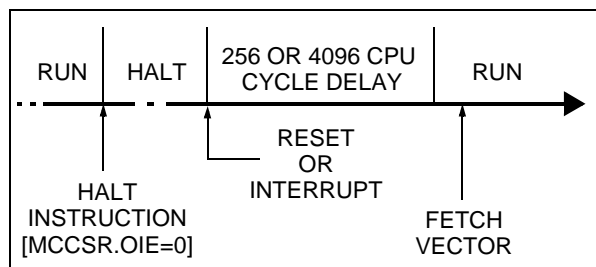 RUN
HALT
256 OR 4096 CPU
CYCLE DELAY
RUN
RESET
OR
INTERRUPT
HALT
INSTRUCTION
[MCCSR.OIE=0]
FETCH
VECTOR